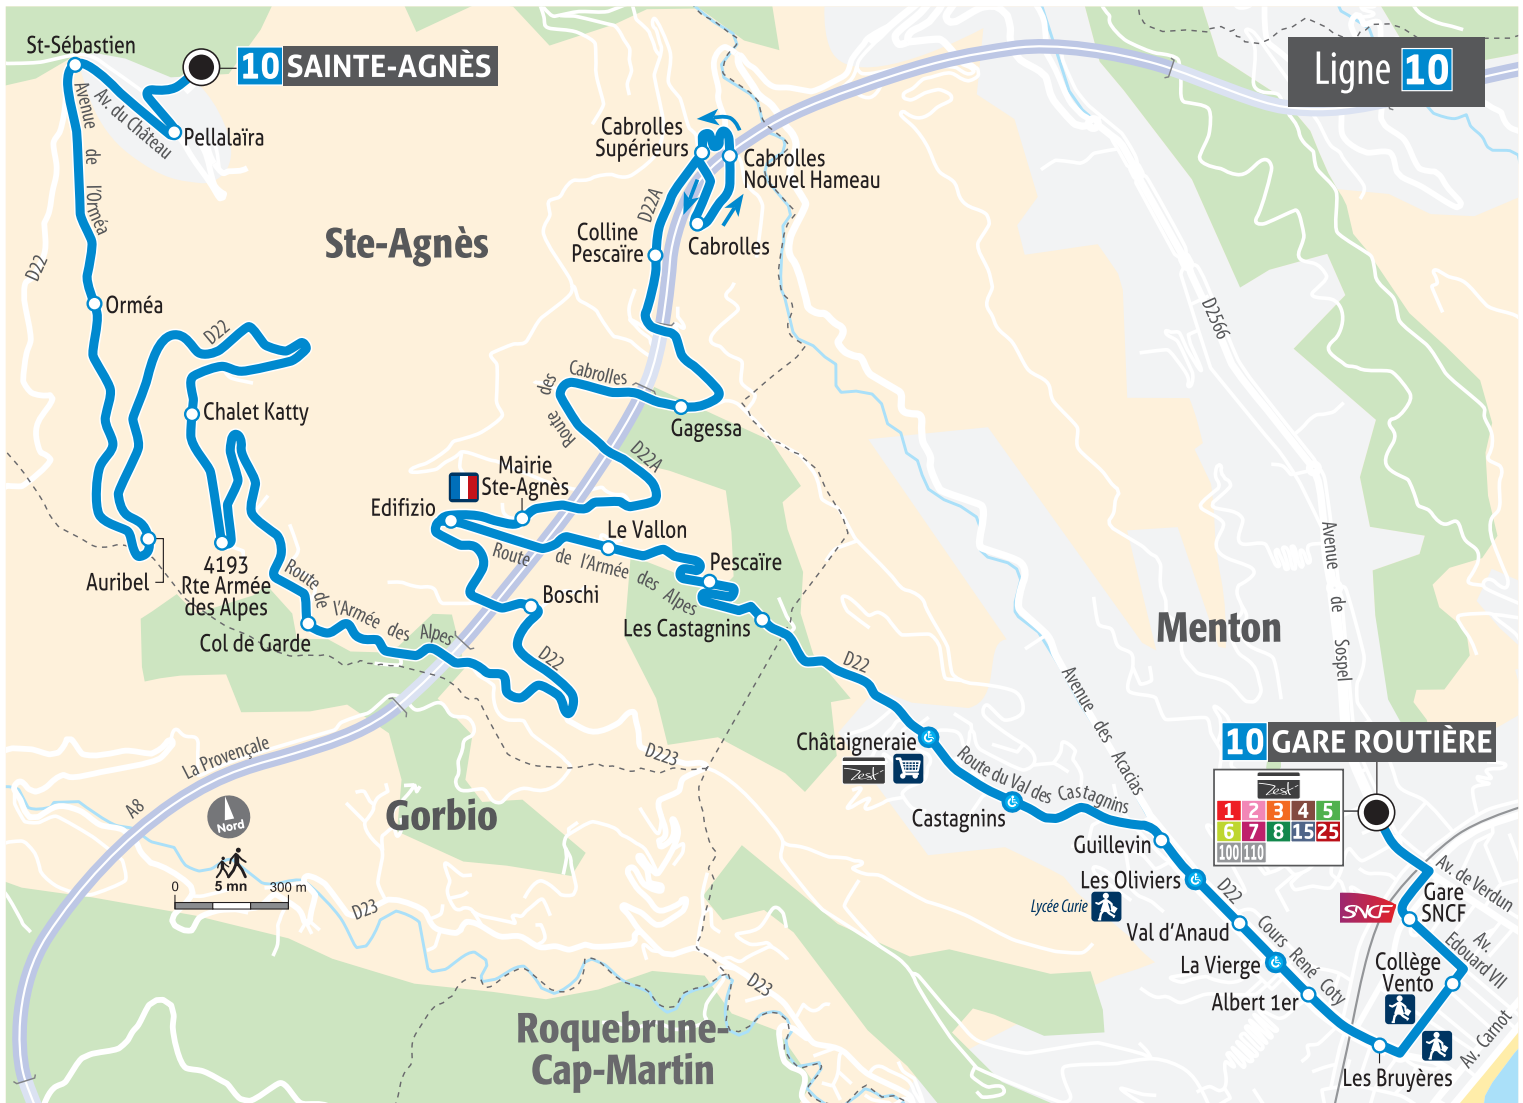 St-Sébastien
10 SAINTE-AGNÈS
Ligne 10
Avenue de l'Orméa
Av. du Château
Pellalaïra
D22
Cabrolles
Supérieurs
Cabrolles
Nouvel Hameau
D22A
Colline
Pescaïre
Cabrolles
Ste-Agnès
Orméa
D22
D2566
Route des Cabrolles
Chalet Katty
Gagessa
D22A
Mairie
Ste-Agnès
Edifizio
Le Vallon
Route de l'Armée des Alpes
Pescaïre
Auribel
4193
Rte Armée
des Alpes
Route de l'Armée des Alpes
Boschi
Les Castagnins
Col de Garde
D22
D22
Avenue de Sospel
Menton
Avenue des Acacias
La Provençale
A8
D223
Châtaigneraie
Zest
Route du Val des Castagnins
10 GARE ROUTIÈRE
Zest
1 2 3 4 5
6 7 8 15 25
100 110
Nord
Gorbio
Castagnins
Guillevin
0 5 mn 300 m
D23
Les Oliviers
Lycée Curie
D22
Cours René Coty
Val d'Anaud
La Vierge
Albert 1er
Av. de Verdun
Gare
SNCF
SNCF
Av.
Edouard VII
Collège
Vento
Av. Carnot
Les Bruyères
D23
Roquebrune-
Cap-Martin